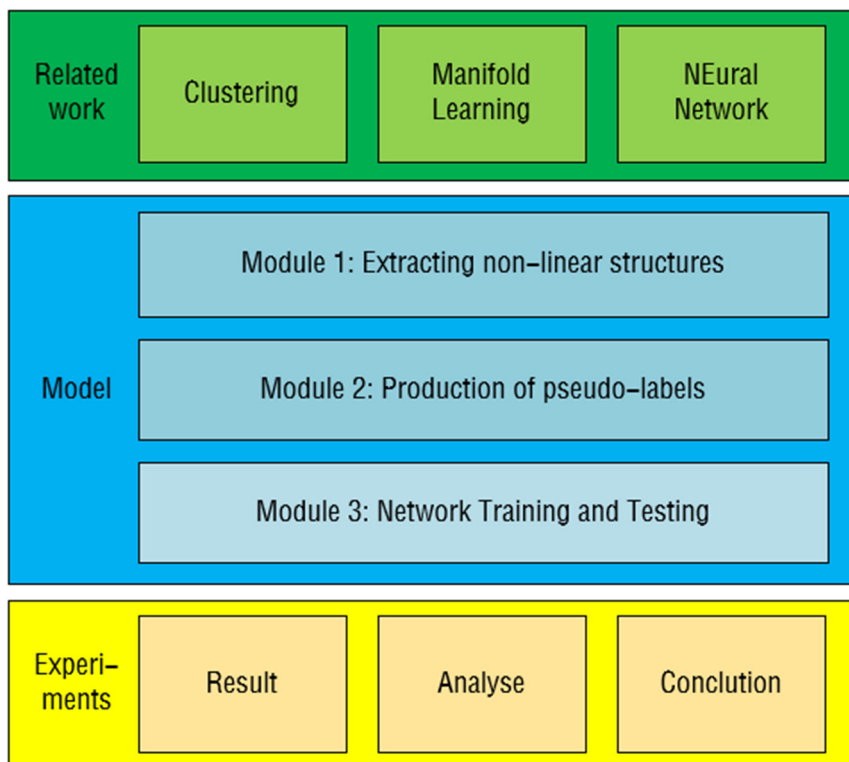 Related
work
Clustering
Manifold
Learning
NEural
Network
Model
Module 1: Extracting non-linear structures
Module 2: Production of pseudo-labels
Module 3: Network Training and Testing
Experi-
ments
Result
Analyse
Conclution